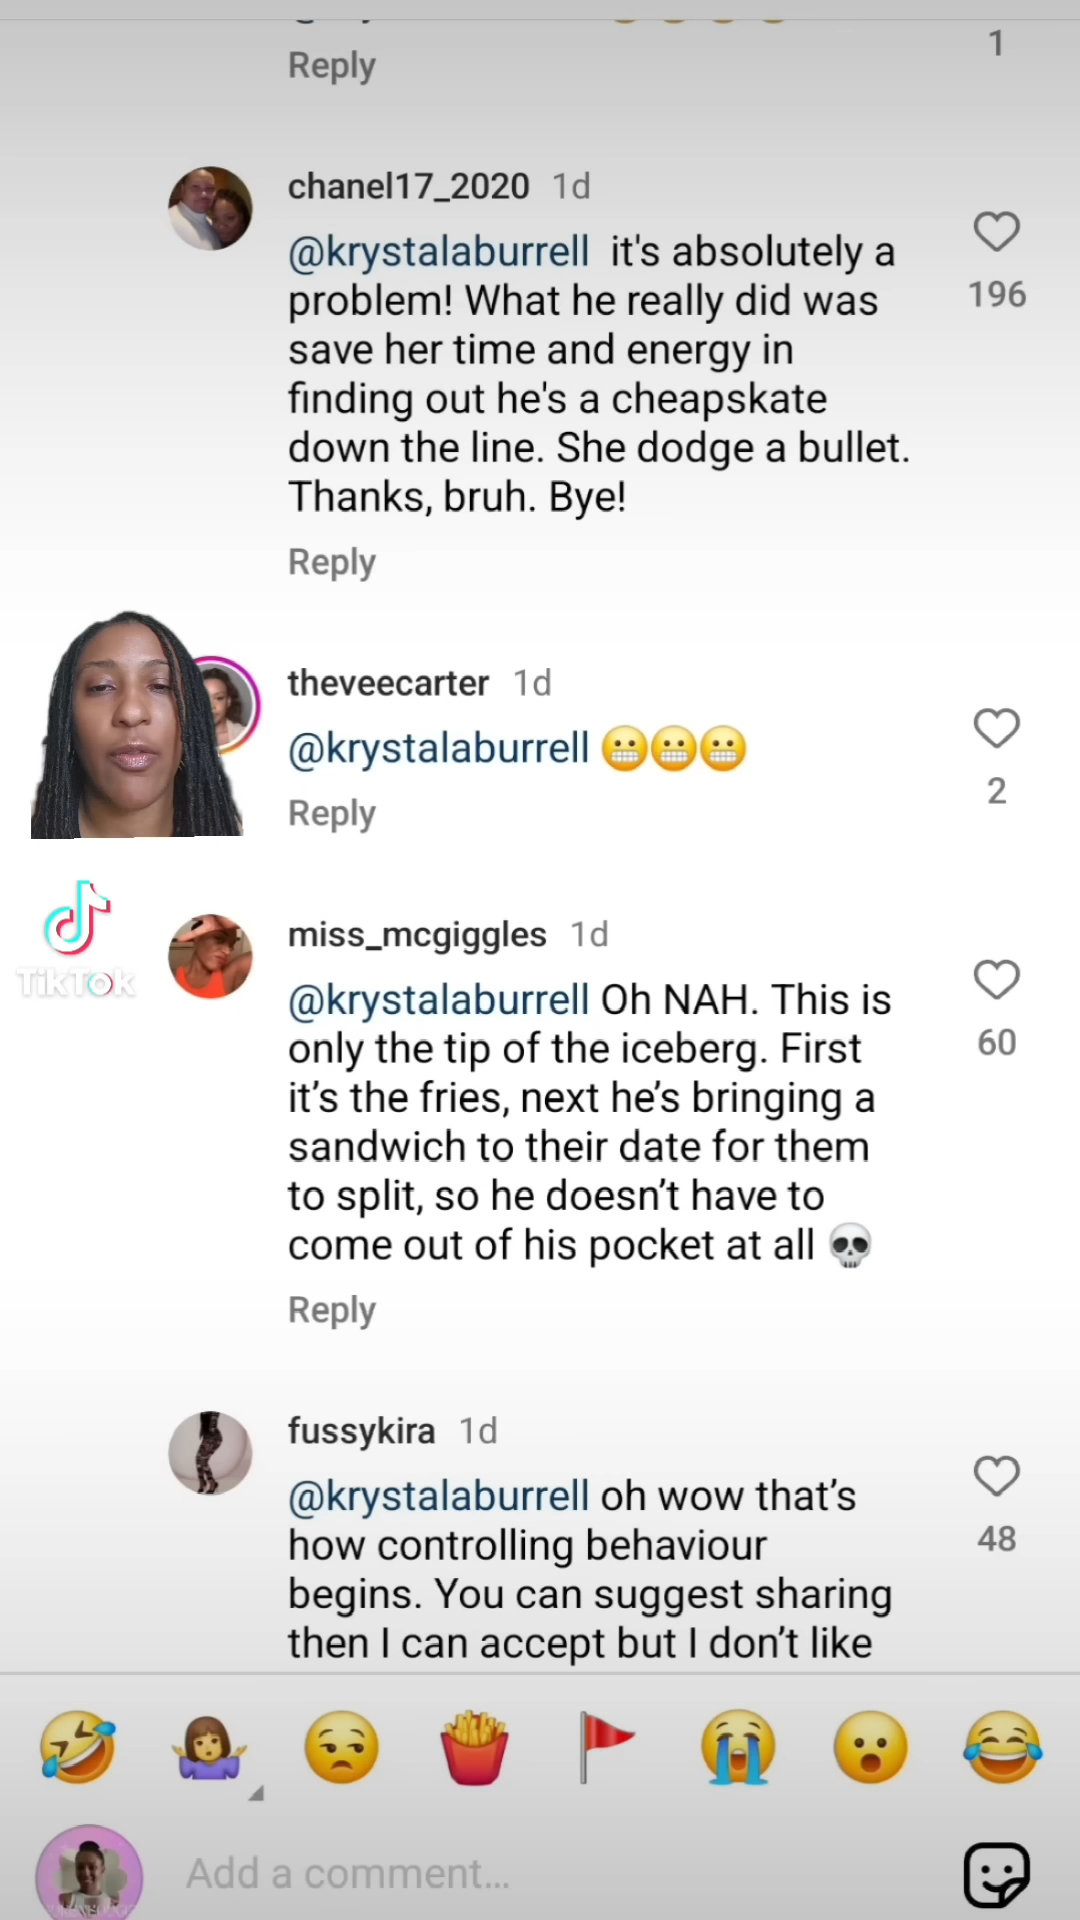 1
Reply
chanel17_2020 1d
@krystalaburrell it's absolutely a
problem! What he really did was
save her time and energy in
finding out he's a cheapskate
down the line. She dodge a bullet.
Thanks, bruh. Bye!
196
Reply
theveecarter 1d
@krystalaburrell 😬😬😬
2
Reply
TikTok
miss_mcgiggles 1d
@krystalaburrell Oh NAH. This is
only the tip of the iceberg. First
it’s the fries, next he’s bringing a
sandwich to their date for them
to split, so he doesn’t have to
come out of his pocket at all 💀
60
Reply
fussykira 1d
@krystalaburrell oh wow that’s
how controlling behaviour
begins. You can suggest sharing
then I can accept but I don’t like
48
Add a comment...